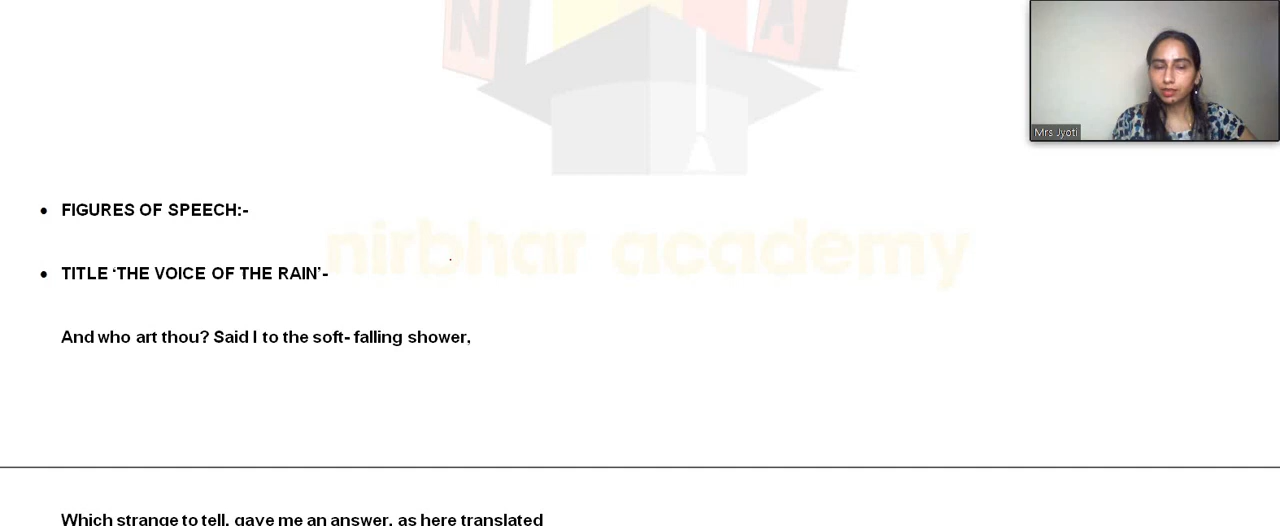 N A
Mrs Jyoti
• FIGURES OF SPEECH:-
nirbhar academy
• TITLE ‘THE VOICE OF THE RAIN’-
And who art thou? Said I to the soft- falling shower,
Which strange to tell, gave me an answer, as here translated